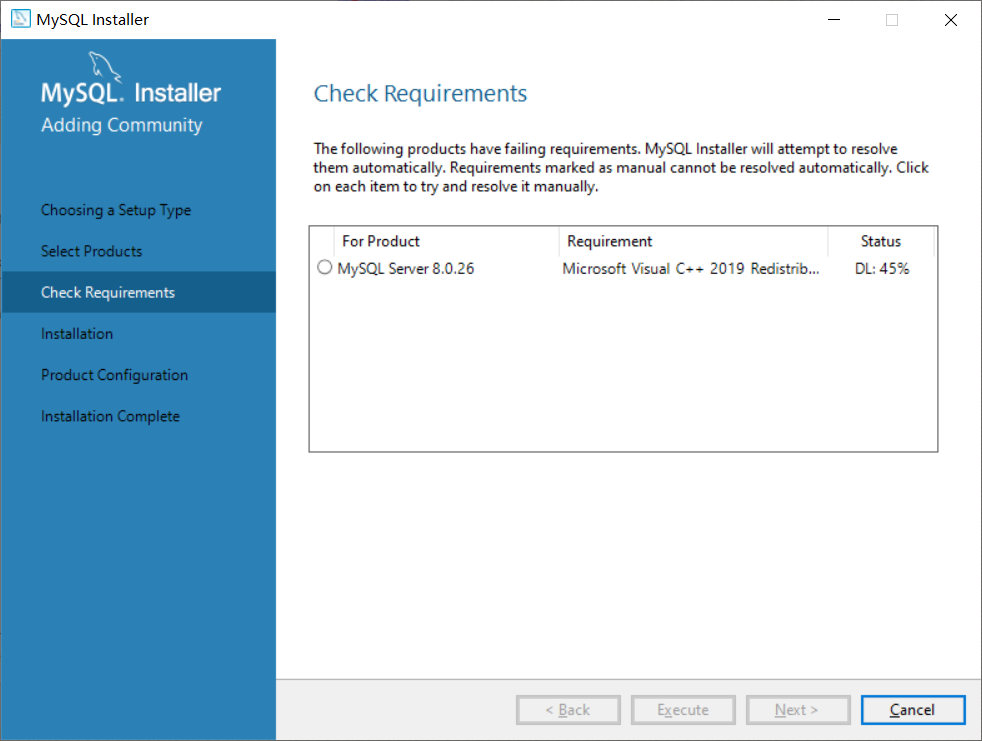 MySQL Installer
MySQL. Installer
Adding Community
Choosing a Setup Type
Select Products
Check Requirements
Installation
Product Configuration
Installation Complete
Check Requirements
The following products have failing requirements. MySQL Installer will attempt to resolve
them automatically. Requirements marked as manual cannot be resolved automatically. Click
on each item to try and resolve it manually.
For Product Requirement Status
MySQL Server 8.0.26 Microsoft Visual C++ 2019 Redistrib... DL: 45%
< Back Execute Next > Cancel